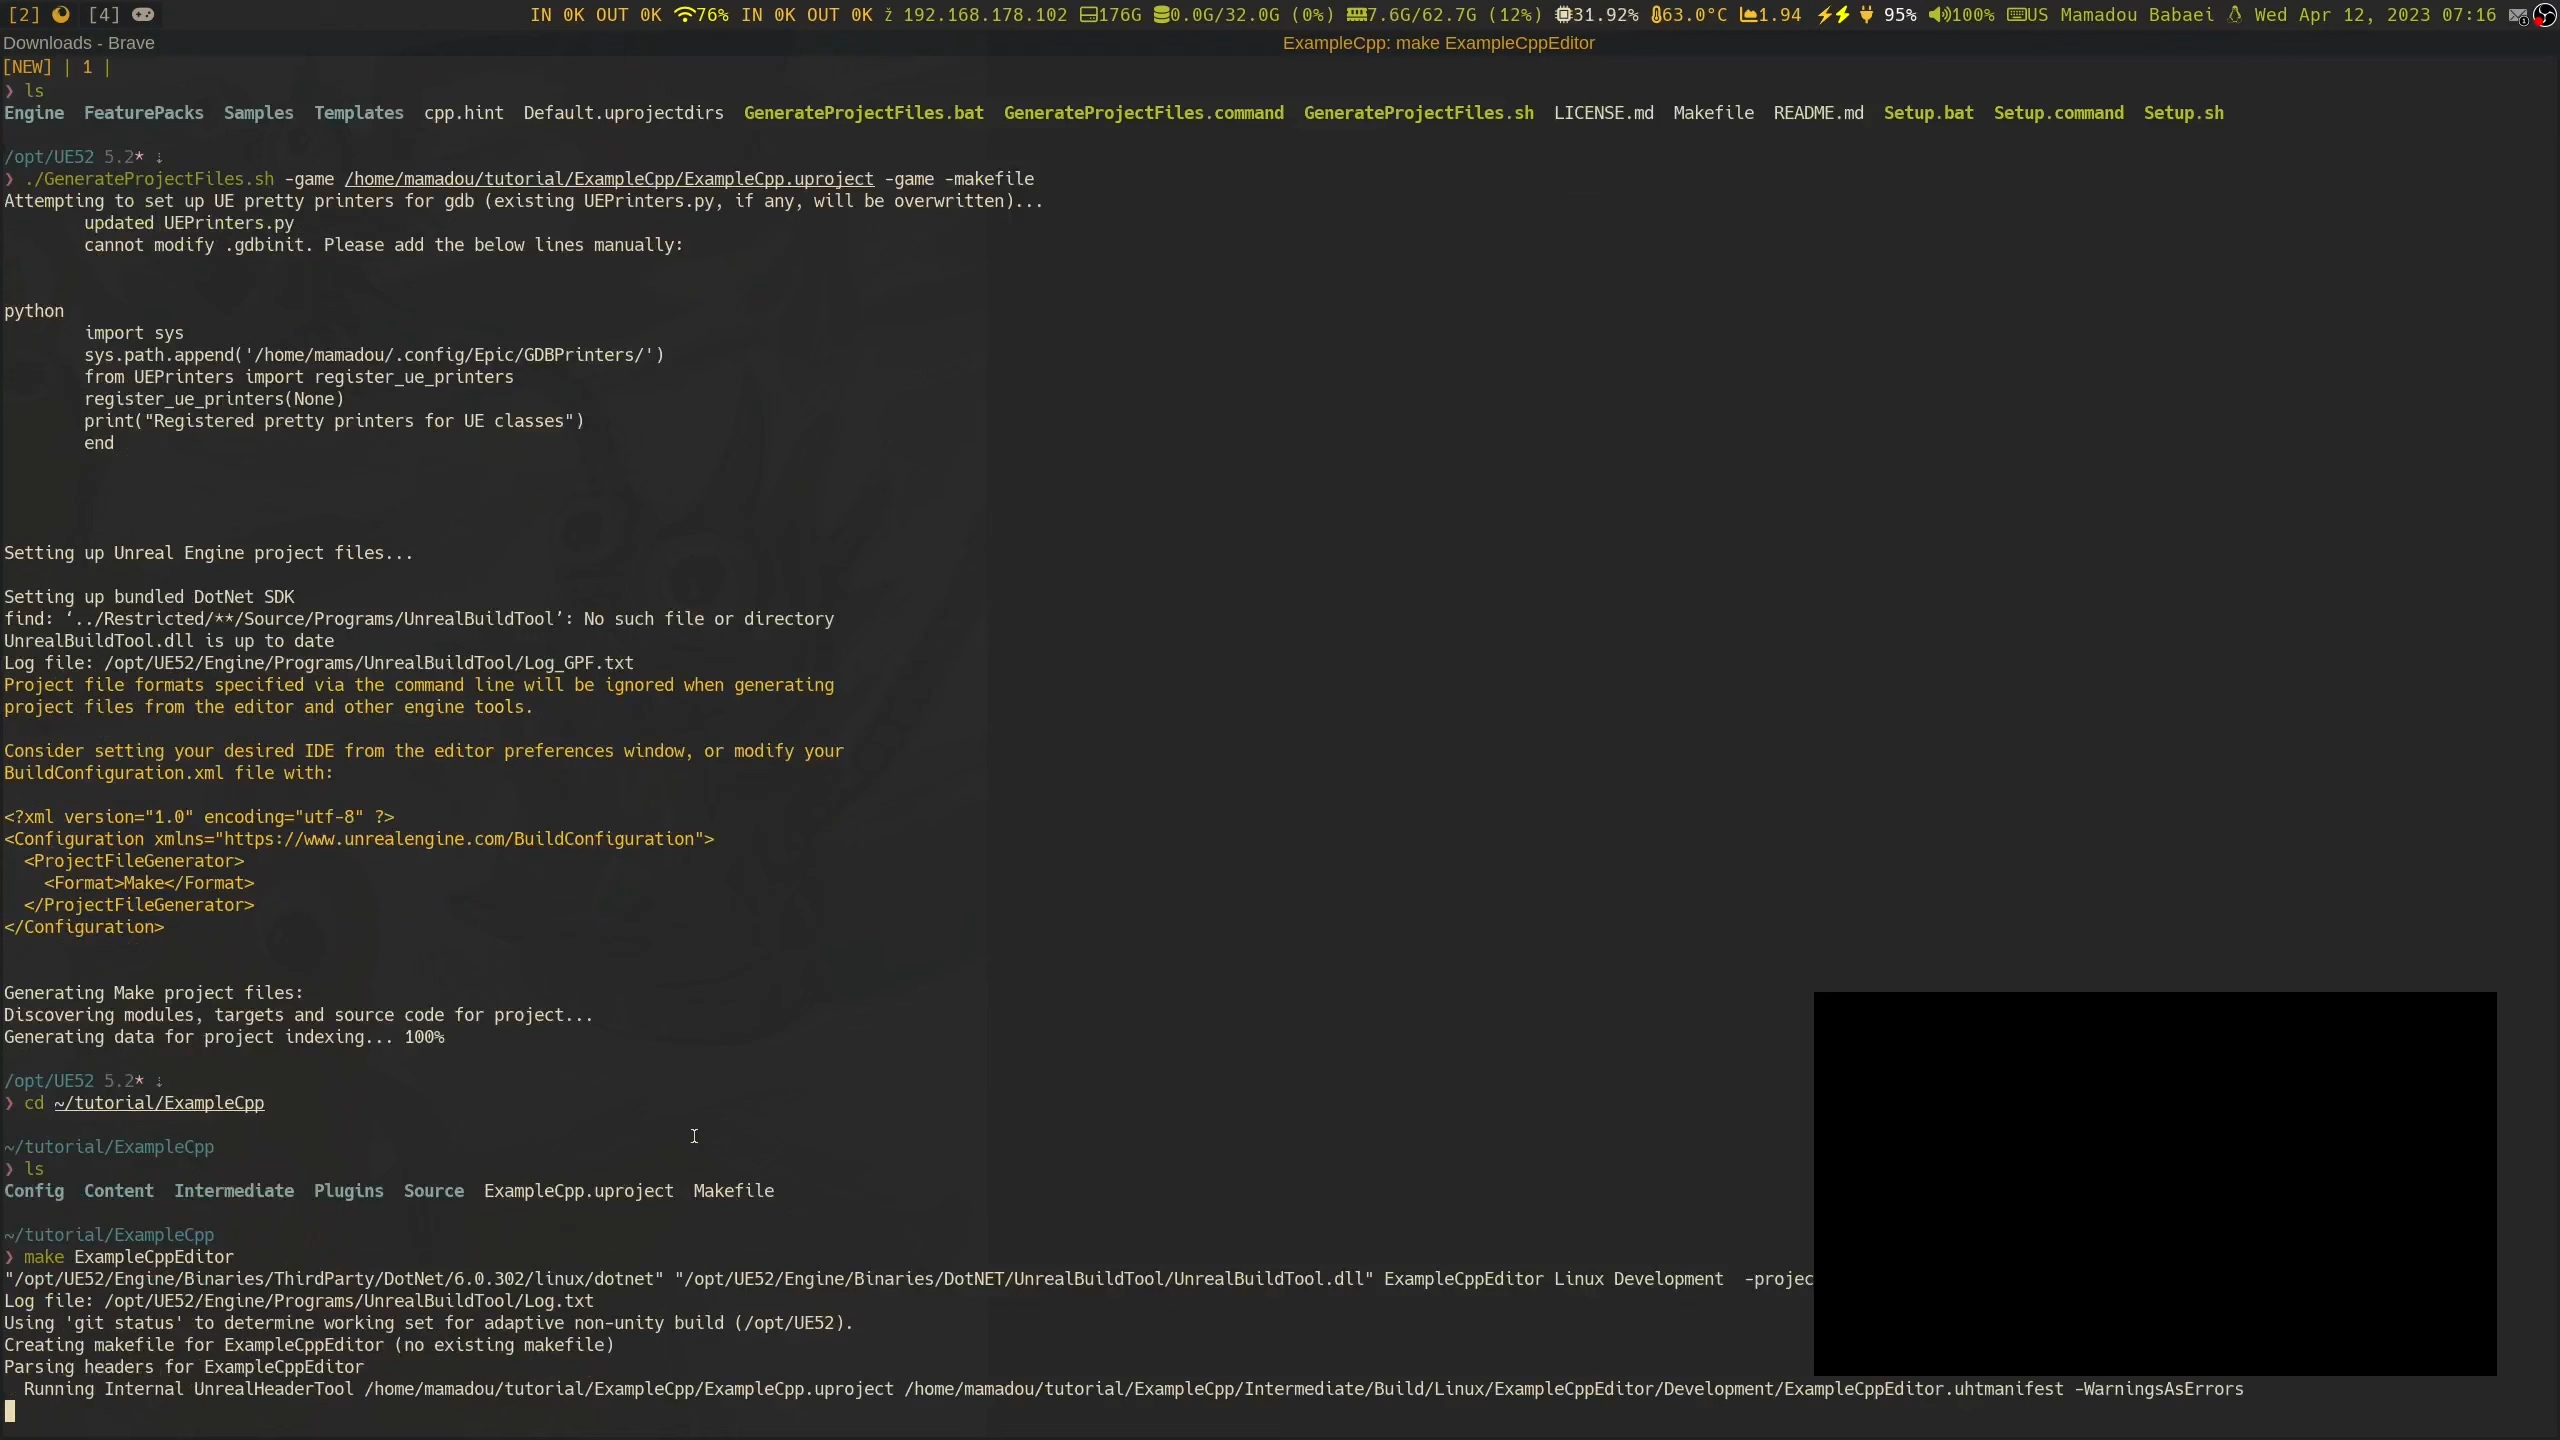 [2] [4] IN 0K OUT 0K 76% IN 0K OUT 0K ž 192.168.178.102 176G 0.0G/32.0G (0%) 7.6G/62.7G (12%) 31.92% 63.0°C 1.94 95% 100% US Mamadou Babaei Wed Apr 12, 2023 07:16
Downloads - Brave ExampleCpp: make ExampleCppEditor
[NEW] | 1 |
❯ ls
Engine FeaturePacks Samples Templates cpp.hint Default.uprojectdirs GenerateProjectFiles.bat GenerateProjectFiles.command GenerateProjectFiles.sh LICENSE.md Makefile README.md Setup.bat Setup.command Setup.sh
/opt/UE52 5.2* ⇣
❯ ./GenerateProjectFiles.sh -game /home/mamadou/tutorial/ExampleCpp/ExampleCpp.uproject -game -makefile
Attempting to set up UE pretty printers for gdb (existing UEPrinters.py, if any, will be overwritten)...
updated UEPrinters.py
cannot modify .gdbinit. Please add the below lines manually:
python
import sys
sys.path.append('/home/mamadou/.config/Epic/GDBPrinters/')
from UEPrinters import register_ue_printers
register_ue_printers(None)
print("Registered pretty printers for UE classes")
end
Setting up Unreal Engine project files...
Setting up bundled DotNet SDK
find: ‘../Restricted/**/Source/Programs/UnrealBuildTool’: No such file or directory
UnrealBuildTool.dll is up to date
Log file: /opt/UE52/Engine/Programs/UnrealBuildTool/Log_GPF.txt
Project file formats specified via the command line will be ignored when generating
project files from the editor and other engine tools.
Consider setting your desired IDE from the editor preferences window, or modify your
BuildConfiguration.xml file with:
<?xml version="1.0" encoding="utf-8" ?>
<Configuration xmlns="https://www.unrealengine.com/BuildConfiguration">
<ProjectFileGenerator>
<Format>Make</Format>
</ProjectFileGenerator>
</Configuration>
Generating Make project files:
Discovering modules, targets and source code for project...
Generating data for project indexing... 100%
/opt/UE52 5.2* ⇣
❯ cd ~/tutorial/ExampleCpp
~/tutorial/ExampleCpp
❯ ls
Config Content Intermediate Plugins Source ExampleCpp.uproject Makefile
~/tutorial/ExampleCpp
❯ make ExampleCppEditor
"/opt/UE52/Engine/Binaries/ThirdParty/DotNet/6.0.302/linux/dotnet" "/opt/UE52/Engine/Binaries/DotNET/UnrealBuildTool/UnrealBuildTool.dll" ExampleCppEditor Linux Development -projec
Log file: /opt/UE52/Engine/Programs/UnrealBuildTool/Log.txt
Using 'git status' to determine working set for adaptive non-unity build (/opt/UE52).
Creating makefile for ExampleCppEditor (no existing makefile)
Parsing headers for ExampleCppEditor
Running Internal UnrealHeaderTool /home/mamadou/tutorial/ExampleCpp/ExampleCpp.uproject /home/mamadou/tutorial/ExampleCpp/Intermediate/Build/Linux/ExampleCppEditor/Development/ExampleCppEditor.uhtmanifest -WarningsAsErrors